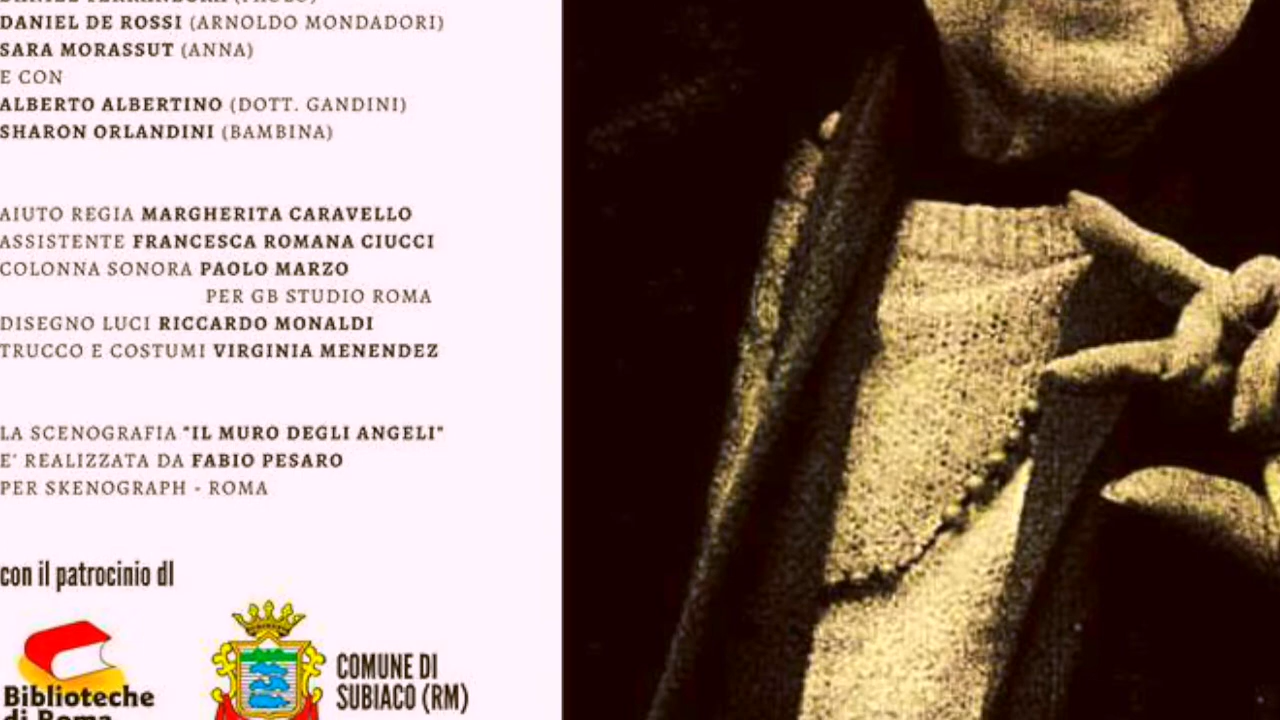 DANIEL DE ROSSI (ARNOLDO MONDADORI)
SARA MORASSUT (ANNA)
E CON
ALBERTO ALBERTINO (DOTT. GANDINI)
SHARON ORLANDINI (BAMBINA)
AIUTO REGIA MARGHERITA CARAVELLO
ASSISTENTE FRANCESCA ROMANA CIUCCI
COLONNA SONORA PAOLO MARZO
PER GB STUDIO ROMA
DISEGNO LUCI RICCARDO MONALDI
TRUCCO E COSTUMI VIRGINIA MENENDEZ
LA SCENOGRAFIA "IL MURO DEGLI ANGELI"
E' REALIZZATA DA FABIO PESARO
PER SKENOGRAPH - ROMA
con il patrocinio dI
Biblioteche
di Roma
COMUNE DI
SUBIACO (RM)